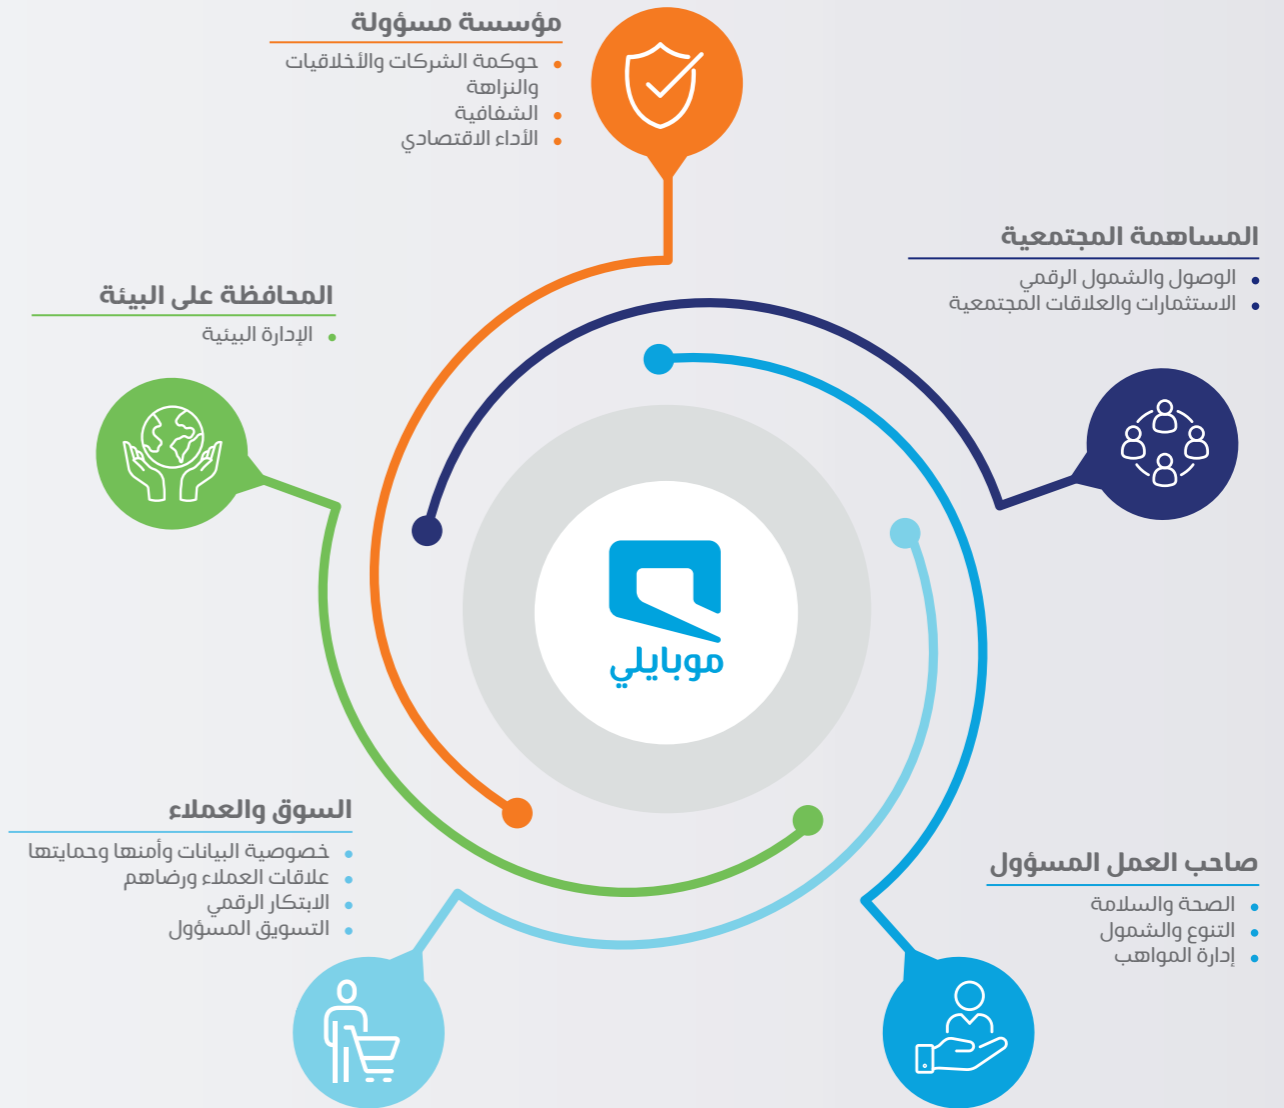 مؤسسة مسؤولة
حوكمة الشركات والأخلاقيات
والنزاهة
الشفافية
الأداء الاقتصادي
المساهمة المجتمعية
الوصول والشمول الرقمي
الاستثمارات والعلاقات المجتمعية
المحافظة على البيئة
الإدارة البيئية
موبايلي
السوق والعملاء
خصوصية البيانات وأمنها وحمايتها
علاقات العملاء ورضاهم
الابتكار الرقمي
التسويق المسؤول
صاحب العمل المسؤول
الصحة والسلامة
التنوع والشمول
إدارة المواهب